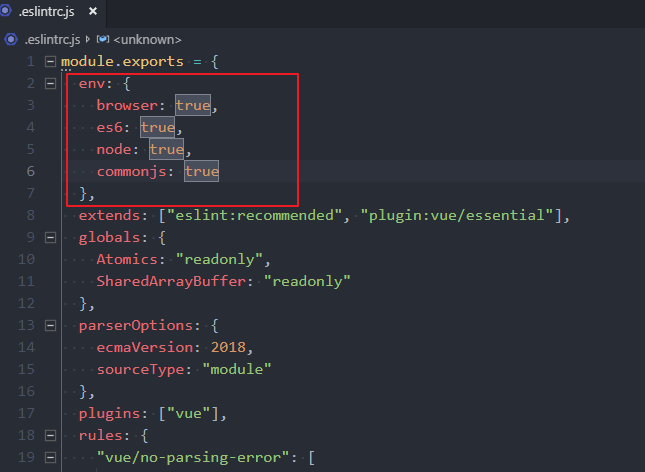 .eslintrc.js ×
.eslintrc.js <unknown>
1 module.exports = {
2 env: {
3 browser: true,
4 es6: true,
5 node: true,
6 commonjs: true
7 },
8 extends: ["eslint:recommended", "plugin:vue/essential"],
9 globals: {
10 Atomics: "readonly",
11 SharedArrayBuffer: "readonly"
12 },
13 parserOptions: {
14 ecmaVersion: 2018,
15 sourceType: "module"
16 },
17 plugins: ["vue"],
18 rules: {
19 "vue/no-parsing-error": [